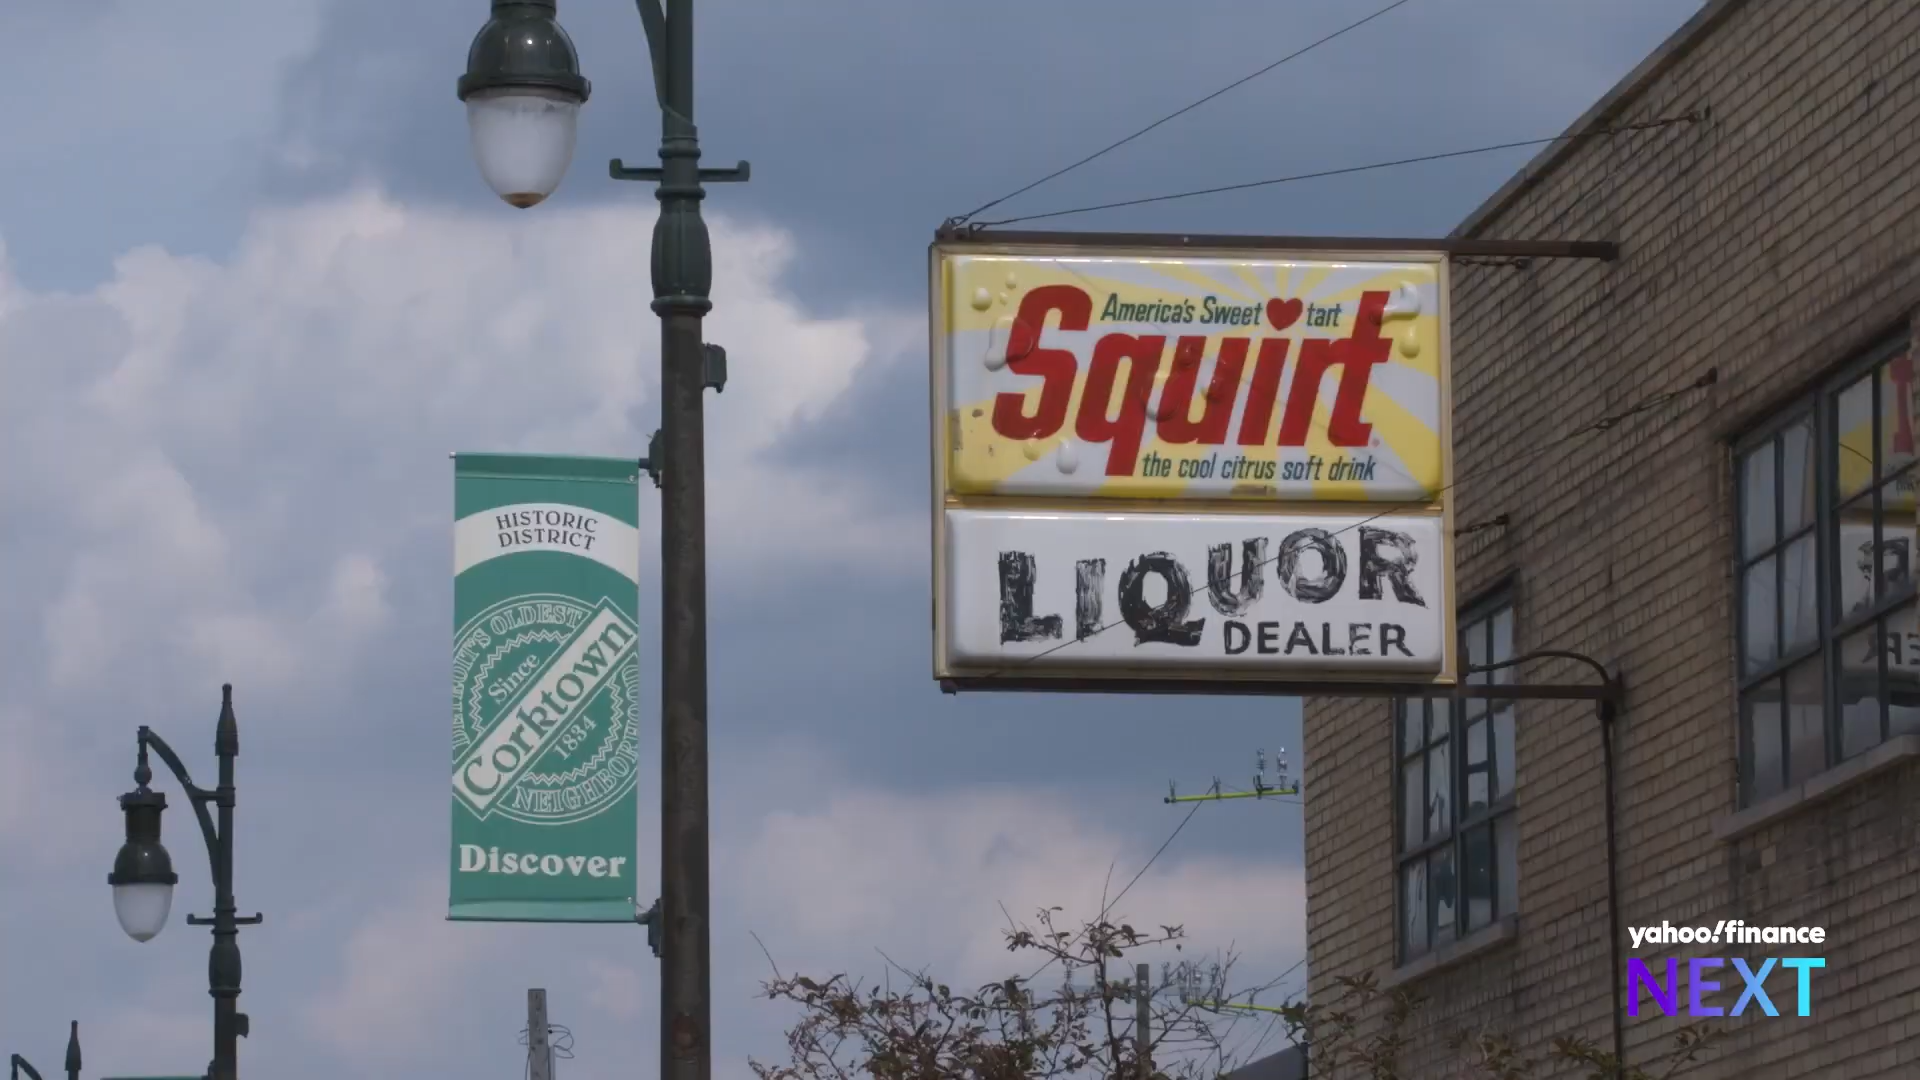 America's Sweet tart
Squirt
the cool citrus soft drink
LIQUOR
DEALER
HISTORIC
DISTRICT
DETROIT'S OLDEST
Since
Corktown
1834
NEIGHBORHOOD
Discover
yahoo!finance
NEXT